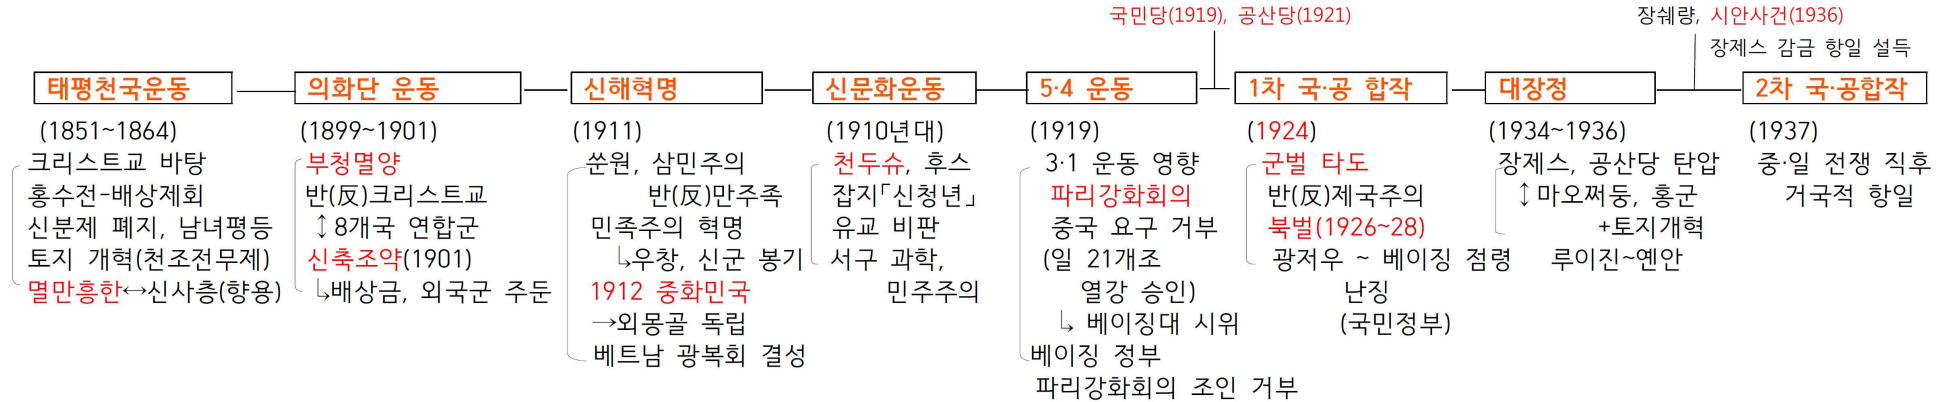 국민당(1919), 공산당(1921)
장쉐량, 시안사건(1936)
장제스 감금 항일 설득
태평천국운동
(1851~1864)
크리스트교 바탕
홍수전-배상제회
신분제 폐지, 남녀평등
토지 개혁(천조전무제)
멸만흥한↔신사층(향용)
의화단 운동
(1899~1901)
부청멸양
반(反)크리스트교
↕8개국 연합군
신축조약(1901)
↳배상금, 외국군 주둔
신해혁명
(1911)
쑨원, 삼민주의
반(反)만주족
민족주의 혁명
↳우창, 신군 봉기
1912 중화민국
→외몽골 독립
베트남 광복회 결성
신문화운동
(1910년대)
천두슈, 후스
잡지「신청년」
유교 비판
서구 과학,
민주주의
5·4 운동
(1919)
3·1 운동 영향
파리강화회의
중국 요구 거부
(일 21개조
열강 승인)
↳ 베이징대 시위
베이징 정부
파리강화회의 조인 거부
1차 국·공 합작
(1924)
군벌 타도
반(反)제국주의
북벌(1926~28)
광저우 ~ 베이징 점령
난징
(국민정부)
대장정
(1934~1936)
장제스, 공산당 탄압
↕마오쩌둥, 홍군
+토지개혁
루이진~옌안
2차 국·공합작
(1937)
중·일 전쟁 직후
거국적 항일